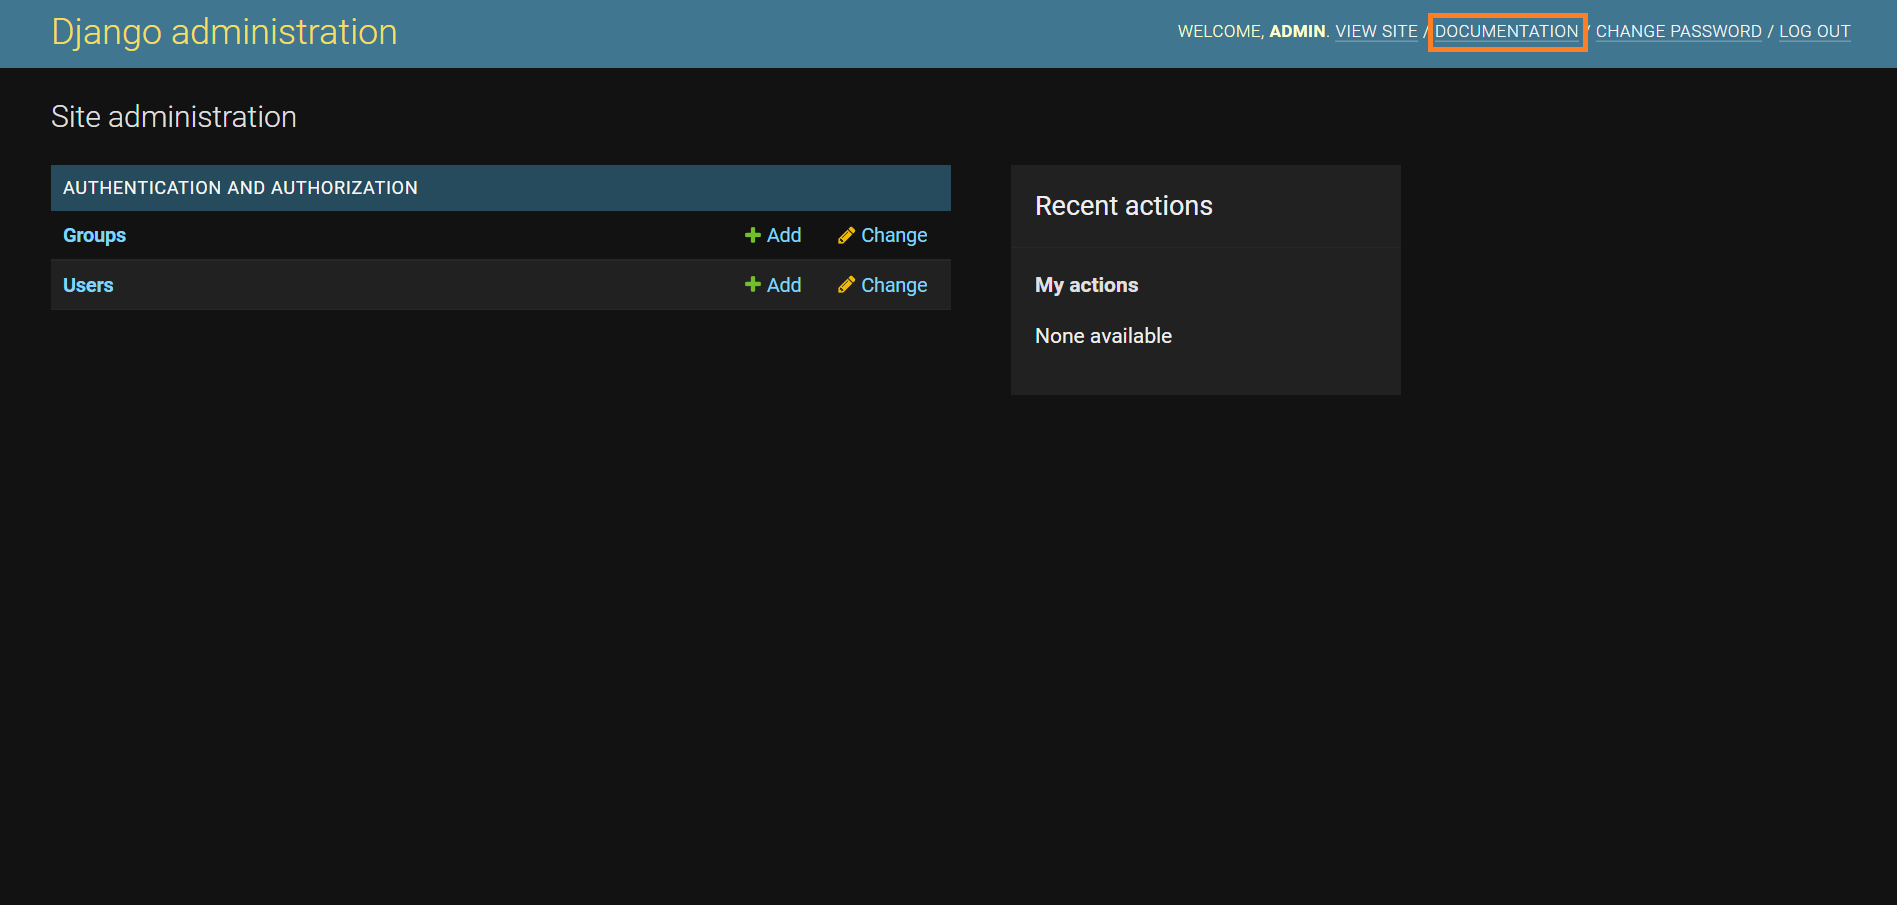 Django administration
WELCOME, ADMIN. VIEW SITE / DOCUMENTATION / CHANGE PASSWORD / LOG OUT
Site administration
AUTHENTICATION AND AUTHORIZATION
Groups Add Change
Users Add Change
Recent actions
My actions
None available